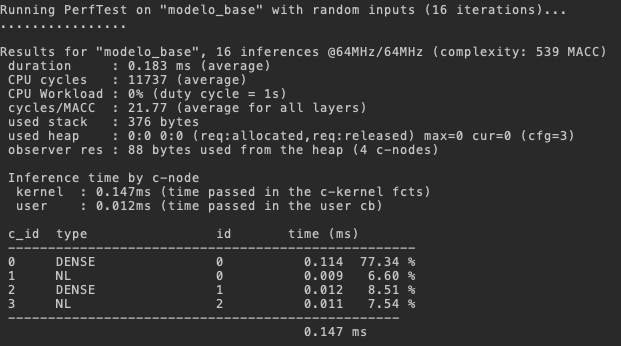 Running PerfTest on "modelo_base" with random inputs (16 iterations)...
................
Results for "modelo_base", 16 inferences @64MHz/64MHz (complexity: 539 MACC)
duration     : 0.183 ms (average)
CPU cycles   : 11737 (average)
CPU Workload : 0% (duty cycle = 1s)
cycles/MACC  : 21.77 (average for all layers)
used stack   : 376 bytes
used heap    : 0:0 0:0 (req:allocated,req:released) max=0 cur=0 (cfg=3)
observer res : 88 bytes used from the heap (4 c-nodes)
Inference time by c-node
kernel  : 0.147ms (time passed in the c-kernel fcts)
user    : 0.012ms (time passed in the user cb)
c_id  type                id       time (ms)
---------------------------------------------------
0     DENSE               0          0.114  77.34 %
1     NL                  0          0.009   6.60 %
2     DENSE               1          0.012   8.51 %
3     NL                  2          0.011   7.54 %
-------------------------------------------------
0.147 ms